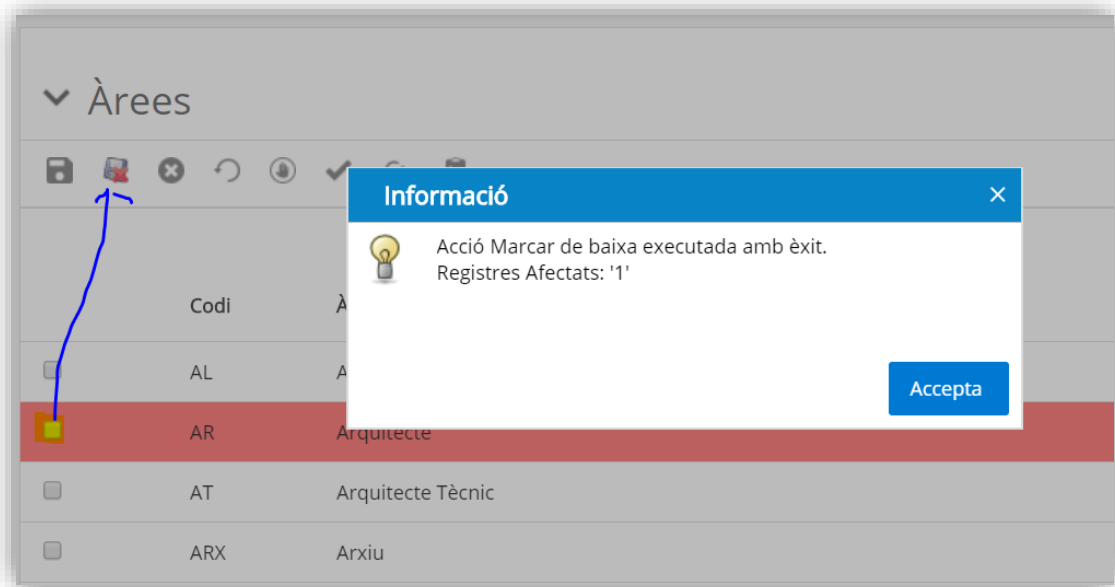 Àrees
Informació
Acció Marcar de baixa executada amb èxit.
Registres Afectats: '1'
Accepta
Codi
AL
AR Arquitecte
AT Arquitecte Tècnic
ARX Arxiu